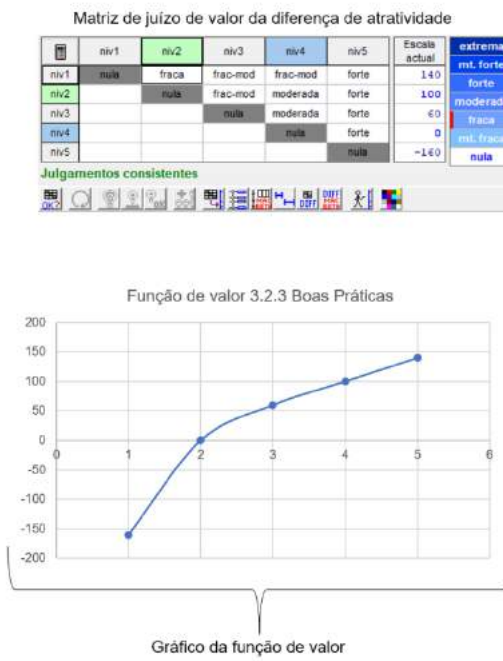 Matriz de juízo de valor da diferença de atratividade
niv1 niv2 niv3 niv4 niv5 Escala actual extrema
niv1 nula fraca frac-mod frac-mod forte 140 mt. forte
niv2 nula frac-mod moderada forte 100 forte
moderada
niv3 nula moderada forte 60 fraca
niv4 nula forte 0 mt. fraca
niv5 nula -160 nula
Julgamentos consistentes
OK? DIFF DIFF
Função de valor 3.2.3 Boas Práticas
200
150
100
50
0
0 1 2 3 4 5 6
-50
-100
-150
-200
Gráfico da função de valor